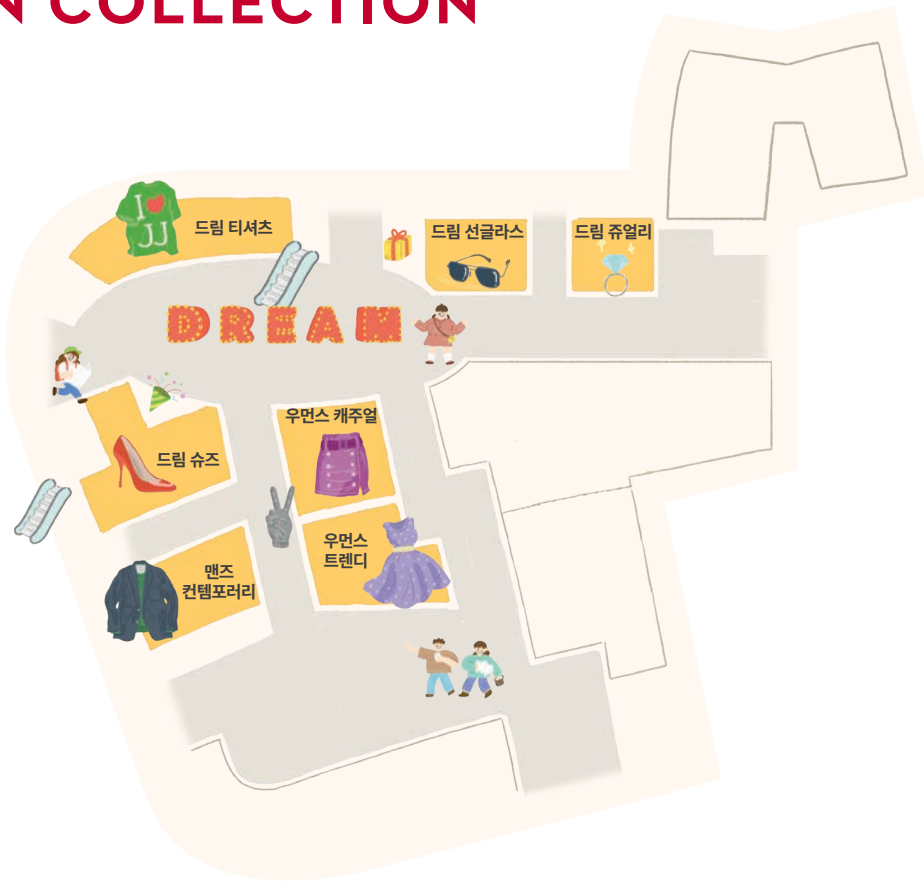 N COLLECTION
드림 티셔츠
I ❤ JJ
드림 선글라스
드림 쥬얼리
DREAM
우먼스 캐주얼
드림 슈즈
우먼스
트렌디
맨즈
컨템포러리